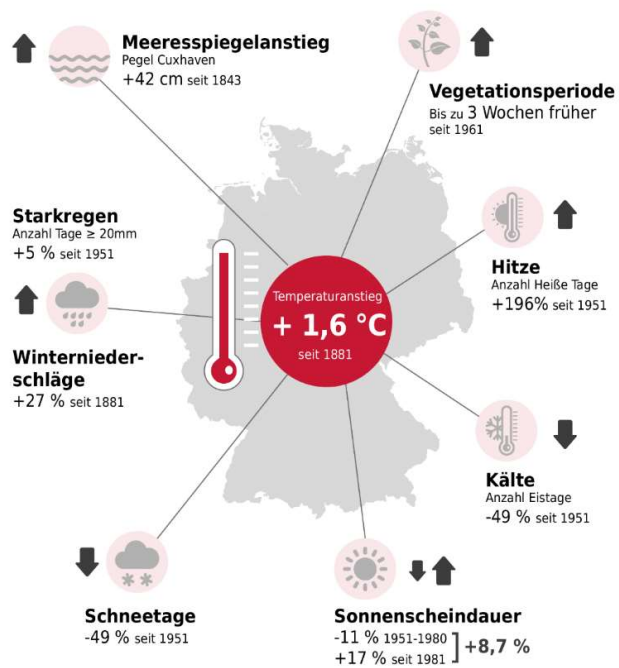 Meeresspiegelanstieg
Pegel Cuxhaven
+42 cm seit 1843
Vegetationsperiode
Bis zu 3 Wochen früher
seit 1961
Starkregen
Anzahl Tage ≥ 20mm
+5 % seit 1951
Hitze
Anzahl Heiße Tage
+196% seit 1951
Temperaturanstieg
+ 1,6 °C
seit 1881
Winternieder-
schläge
+27 % seit 1881
Kälte
Anzahl Eistage
-49 % seit 1951
Schneetage
-49 % seit 1951
Sonnenscheindauer
-11 % 1951-1980
+17 % seit 1981
+8,7 %